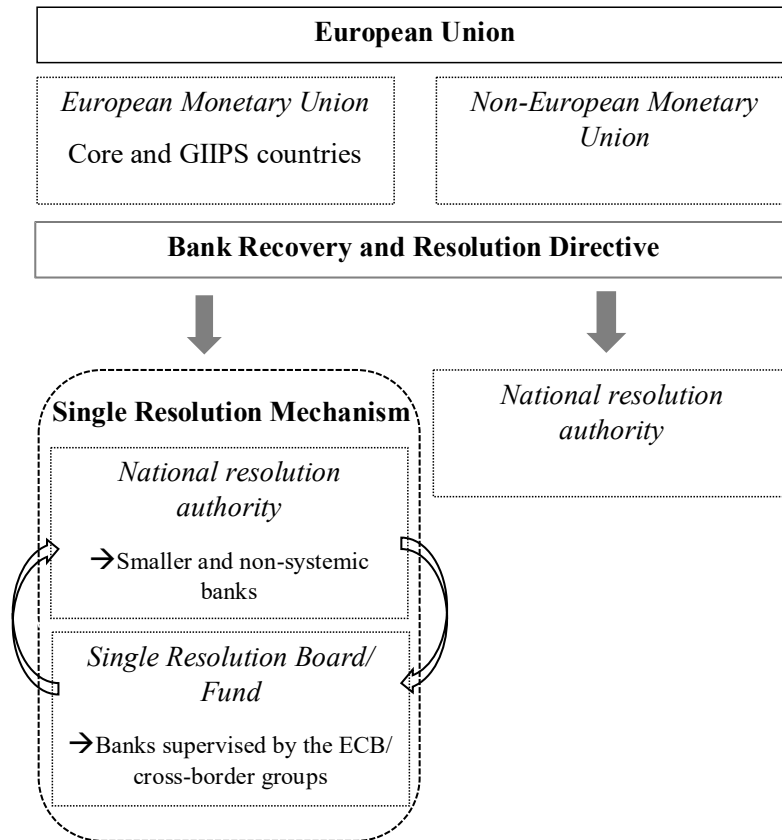 European Union
European Monetary Union
Core and GIIPS countries
Non-European Monetary
Union
Bank Recovery and Resolution Directive
Single Resolution Mechanism
National resolution
authority
→Smaller and non-systemic
banks
Single Resolution Board/
Fund
→Banks supervised by the ECB/
cross-border groups
National resolution
authority